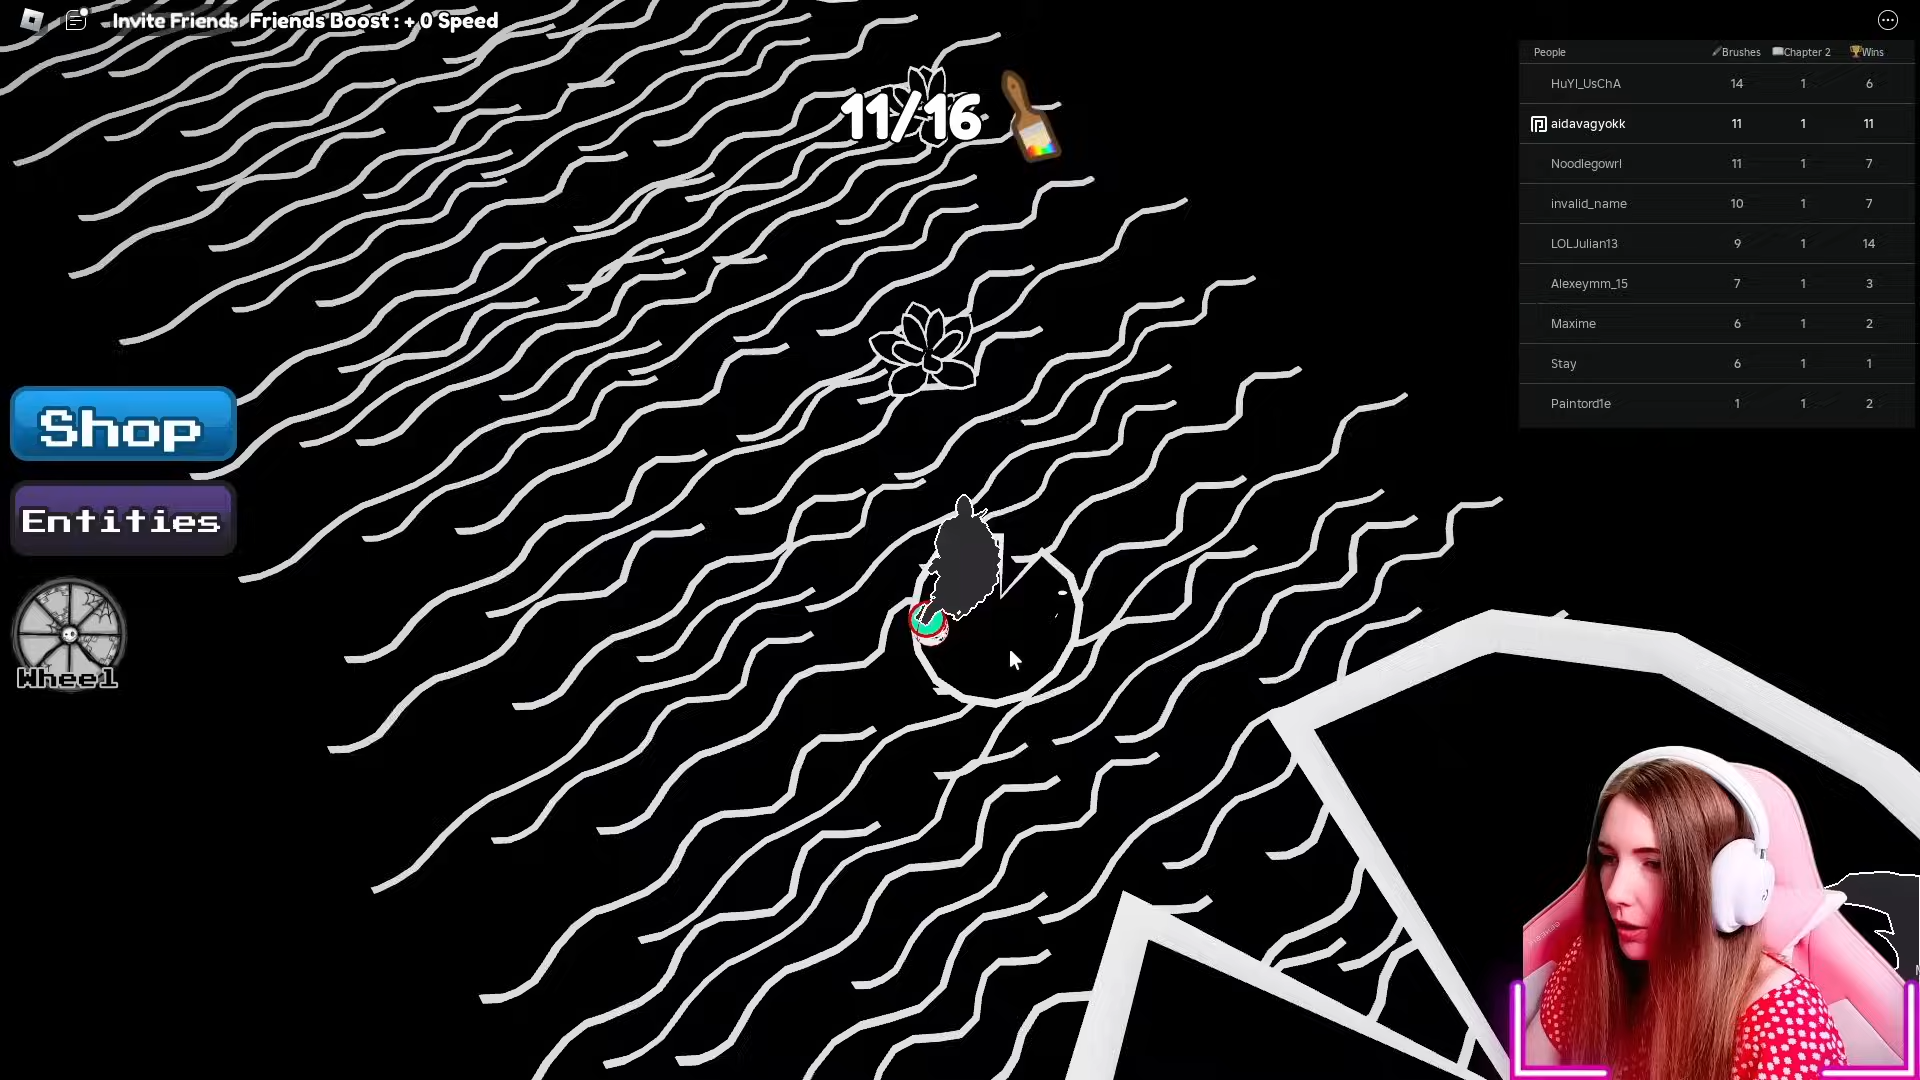 Invite Friends Friends Boost : + 0 Speed
11/16
People Brushes Chapter 2 Wins
HuYI_UsChA 14 1 6
aidavagyokk 11 1 11
Noodlegowrl 11 1 7
invalid_name 10 1 7
LOLJulian13 9 1 14
Alexeymm_15 7 1 3
Maxime 6 1 2
Stay 6 1 1
Paintord1e 1 1 2
Shop
Entities
Wheel